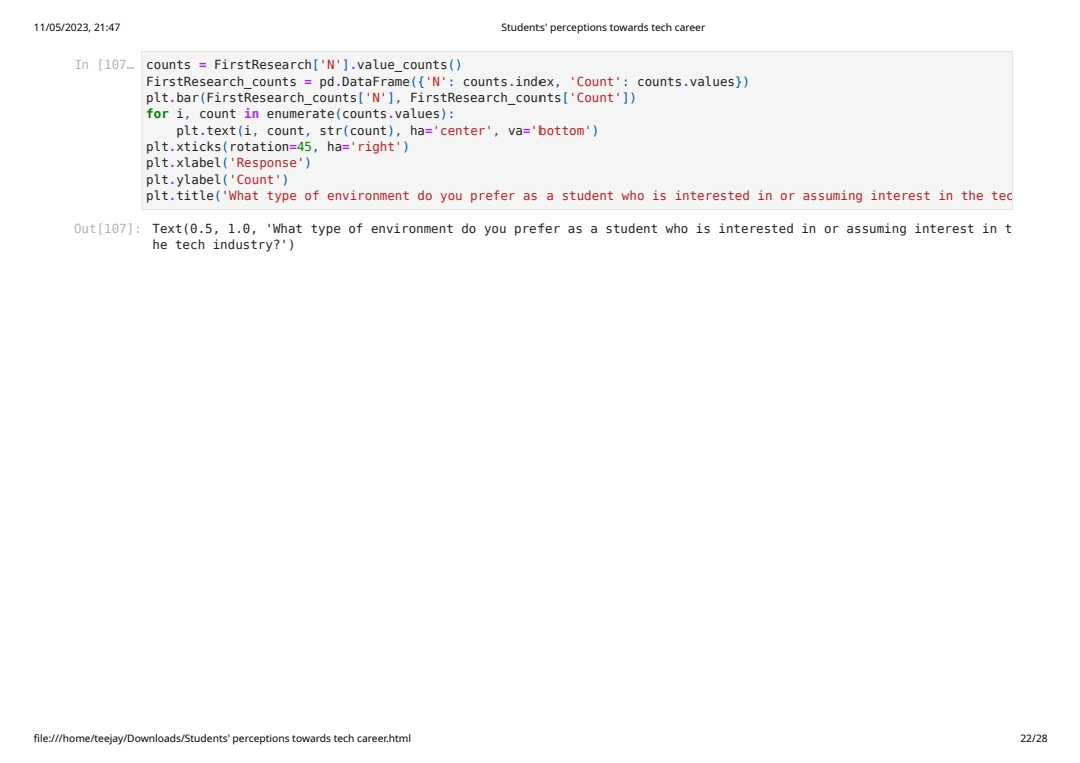 11/05/2023, 21:47 Students' perceptions towards tech career
In [107… counts = FirstResearch['N'].value_counts()
FirstResearch_counts = pd.DataFrame({'N': counts.index, 'Count': counts.values})
plt.bar(FirstResearch_counts['N'], FirstResearch_counts['Count'])
for i, count in enumerate(counts.values):
    plt.text(i, count, str(count), ha='center', va='bottom')
plt.xticks(rotation=45, ha='right')
plt.xlabel('Response')
plt.ylabel('Count')
plt.title('What type of environment do you prefer as a student who is interested in or assuming interest in the tec
Out[107]: Text(0.5, 1.0, 'What type of environment do you prefer as a student who is interested in or assuming interest in t
he tech industry?')
file:///home/teejay/Downloads/Students' perceptions towards tech career.html 22/28